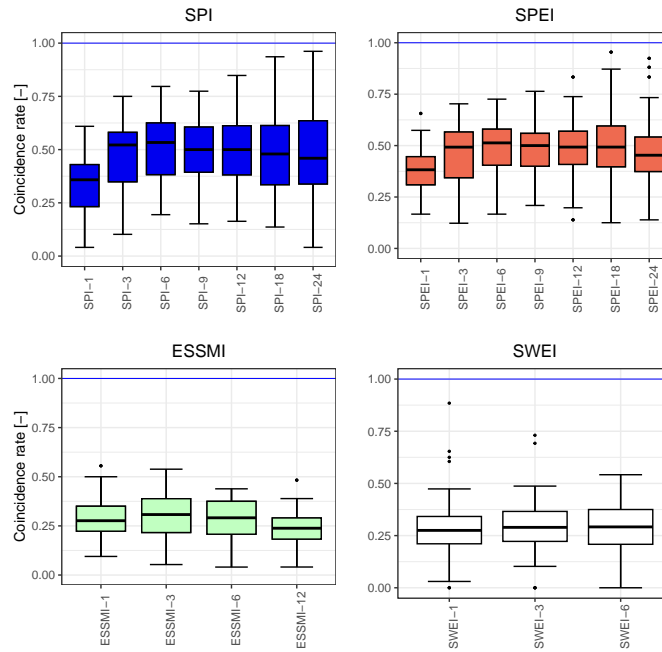 SPI
SPEI
Coincidence rate [−]
1.00
0.75
0.50
0.25
0.00
SPI−1
SPI−3
SPI−6
SPI−9
SPI−12
SPI−18
SPI−24
1.00
0.75
0.50
0.25
0.00
SPEI−1
SPEI−3
SPEI−6
SPEI−9
SPEI−12
SPEI−18
SPEI−24
ESSMI
SWEI
Coincidence rate [−]
1.00
0.75
0.50
0.25
0.00
ESSMI−1
ESSMI−3
ESSMI−6
ESSMI−12
1.00
0.75
0.50
0.25
0.00
SWEI−1
SWEI−3
SWEI−6